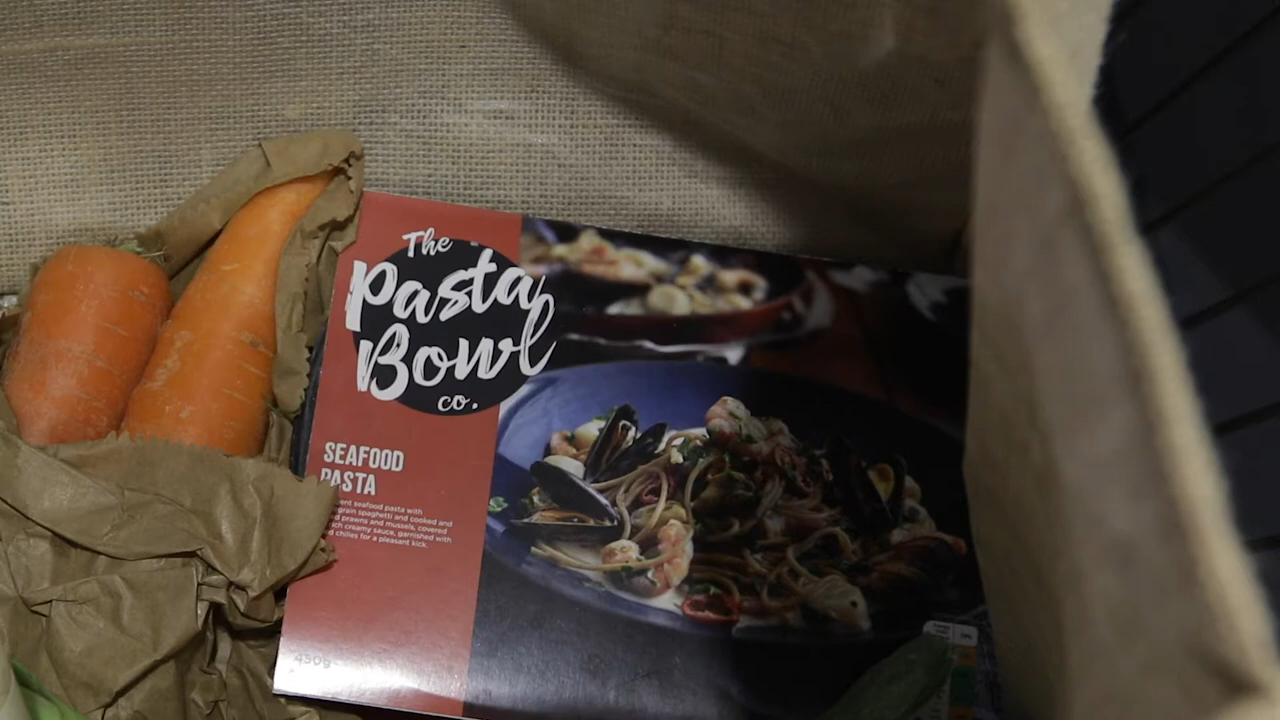 The
Pasta
Bowl
co.
SEAFOOD
PASTA
seafood pasta with
grain spaghetti and cooked and
prawns and mussels, covered
creamy sauce, garnished with
chilies for a pleasant kick.
450g